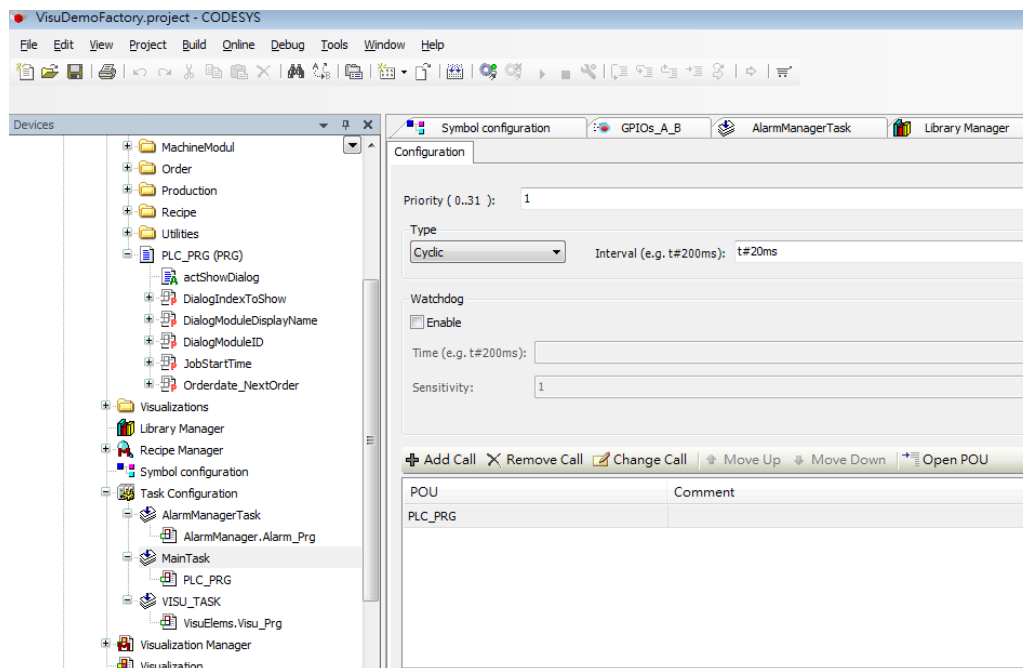 VisuDemoFactory.project - CODESYS
File Edit View Project Build Online Debug Tools Window Help
Devices
MachineModul
Order
Production
Recipe
Utilities
PLC_PRG (PRG)
actShowDialog
DialogIndexToShow
DialogModuleDisplayName
DialogModuleID
JobStartTime
Orderdate_NextOrder
Visualizations
Library Manager
Recipe Manager
Symbol configuration
Task Configuration
AlarmManagerTask
AlarmManager.Alarm_Prg
MainTask
PLC_PRG
VISU_TASK
VisuElems.Visu_Prg
Visualization Manager
Visualization
Symbol configuration GPIOs_A_B AlarmManagerTask Library Manager
Configuration
Priority ( 0..31 ): 1
Type
Cyclic Interval (e.g. t#200ms): t#20ms
Watchdog
Enable
Time (e.g. t#200ms):
Sensitivity: 1
Add Call Remove Call Change Call Move Up Move Down Open POU
POU Comment
PLC_PRG